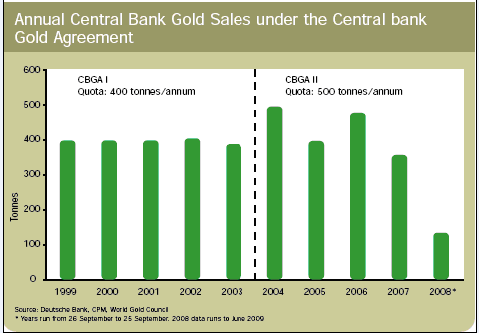 Annual Central Bank Gold Sales under the Central bank
Gold Agreement
600
500
400
300
200
100
0
Tonnes
CBGA I
Quota: 400 tonnes/annum
CBGA II
Quota: 500 tonnes/annum
1999 2000 2001 2002 2003 2004 2005 2006 2007 2008*
Source: Deutsche Bank, CPM, World Gold Council
* Years run from 26 September to 25 September. 2008 data runs to June 2009